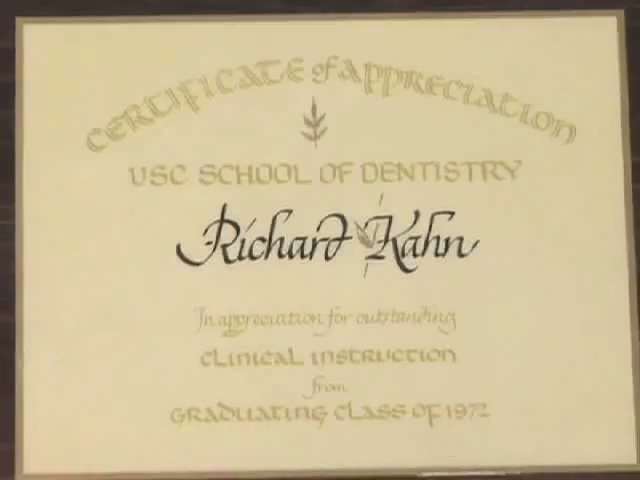 CERTIFICATE of APPRECIATION
USC SCHOOL OF DENTISTRY
Richard Kahn
In appreciation for outstanding
CLINICAL INSTRUCTION
from
GRADUATING CLASS OF 1972